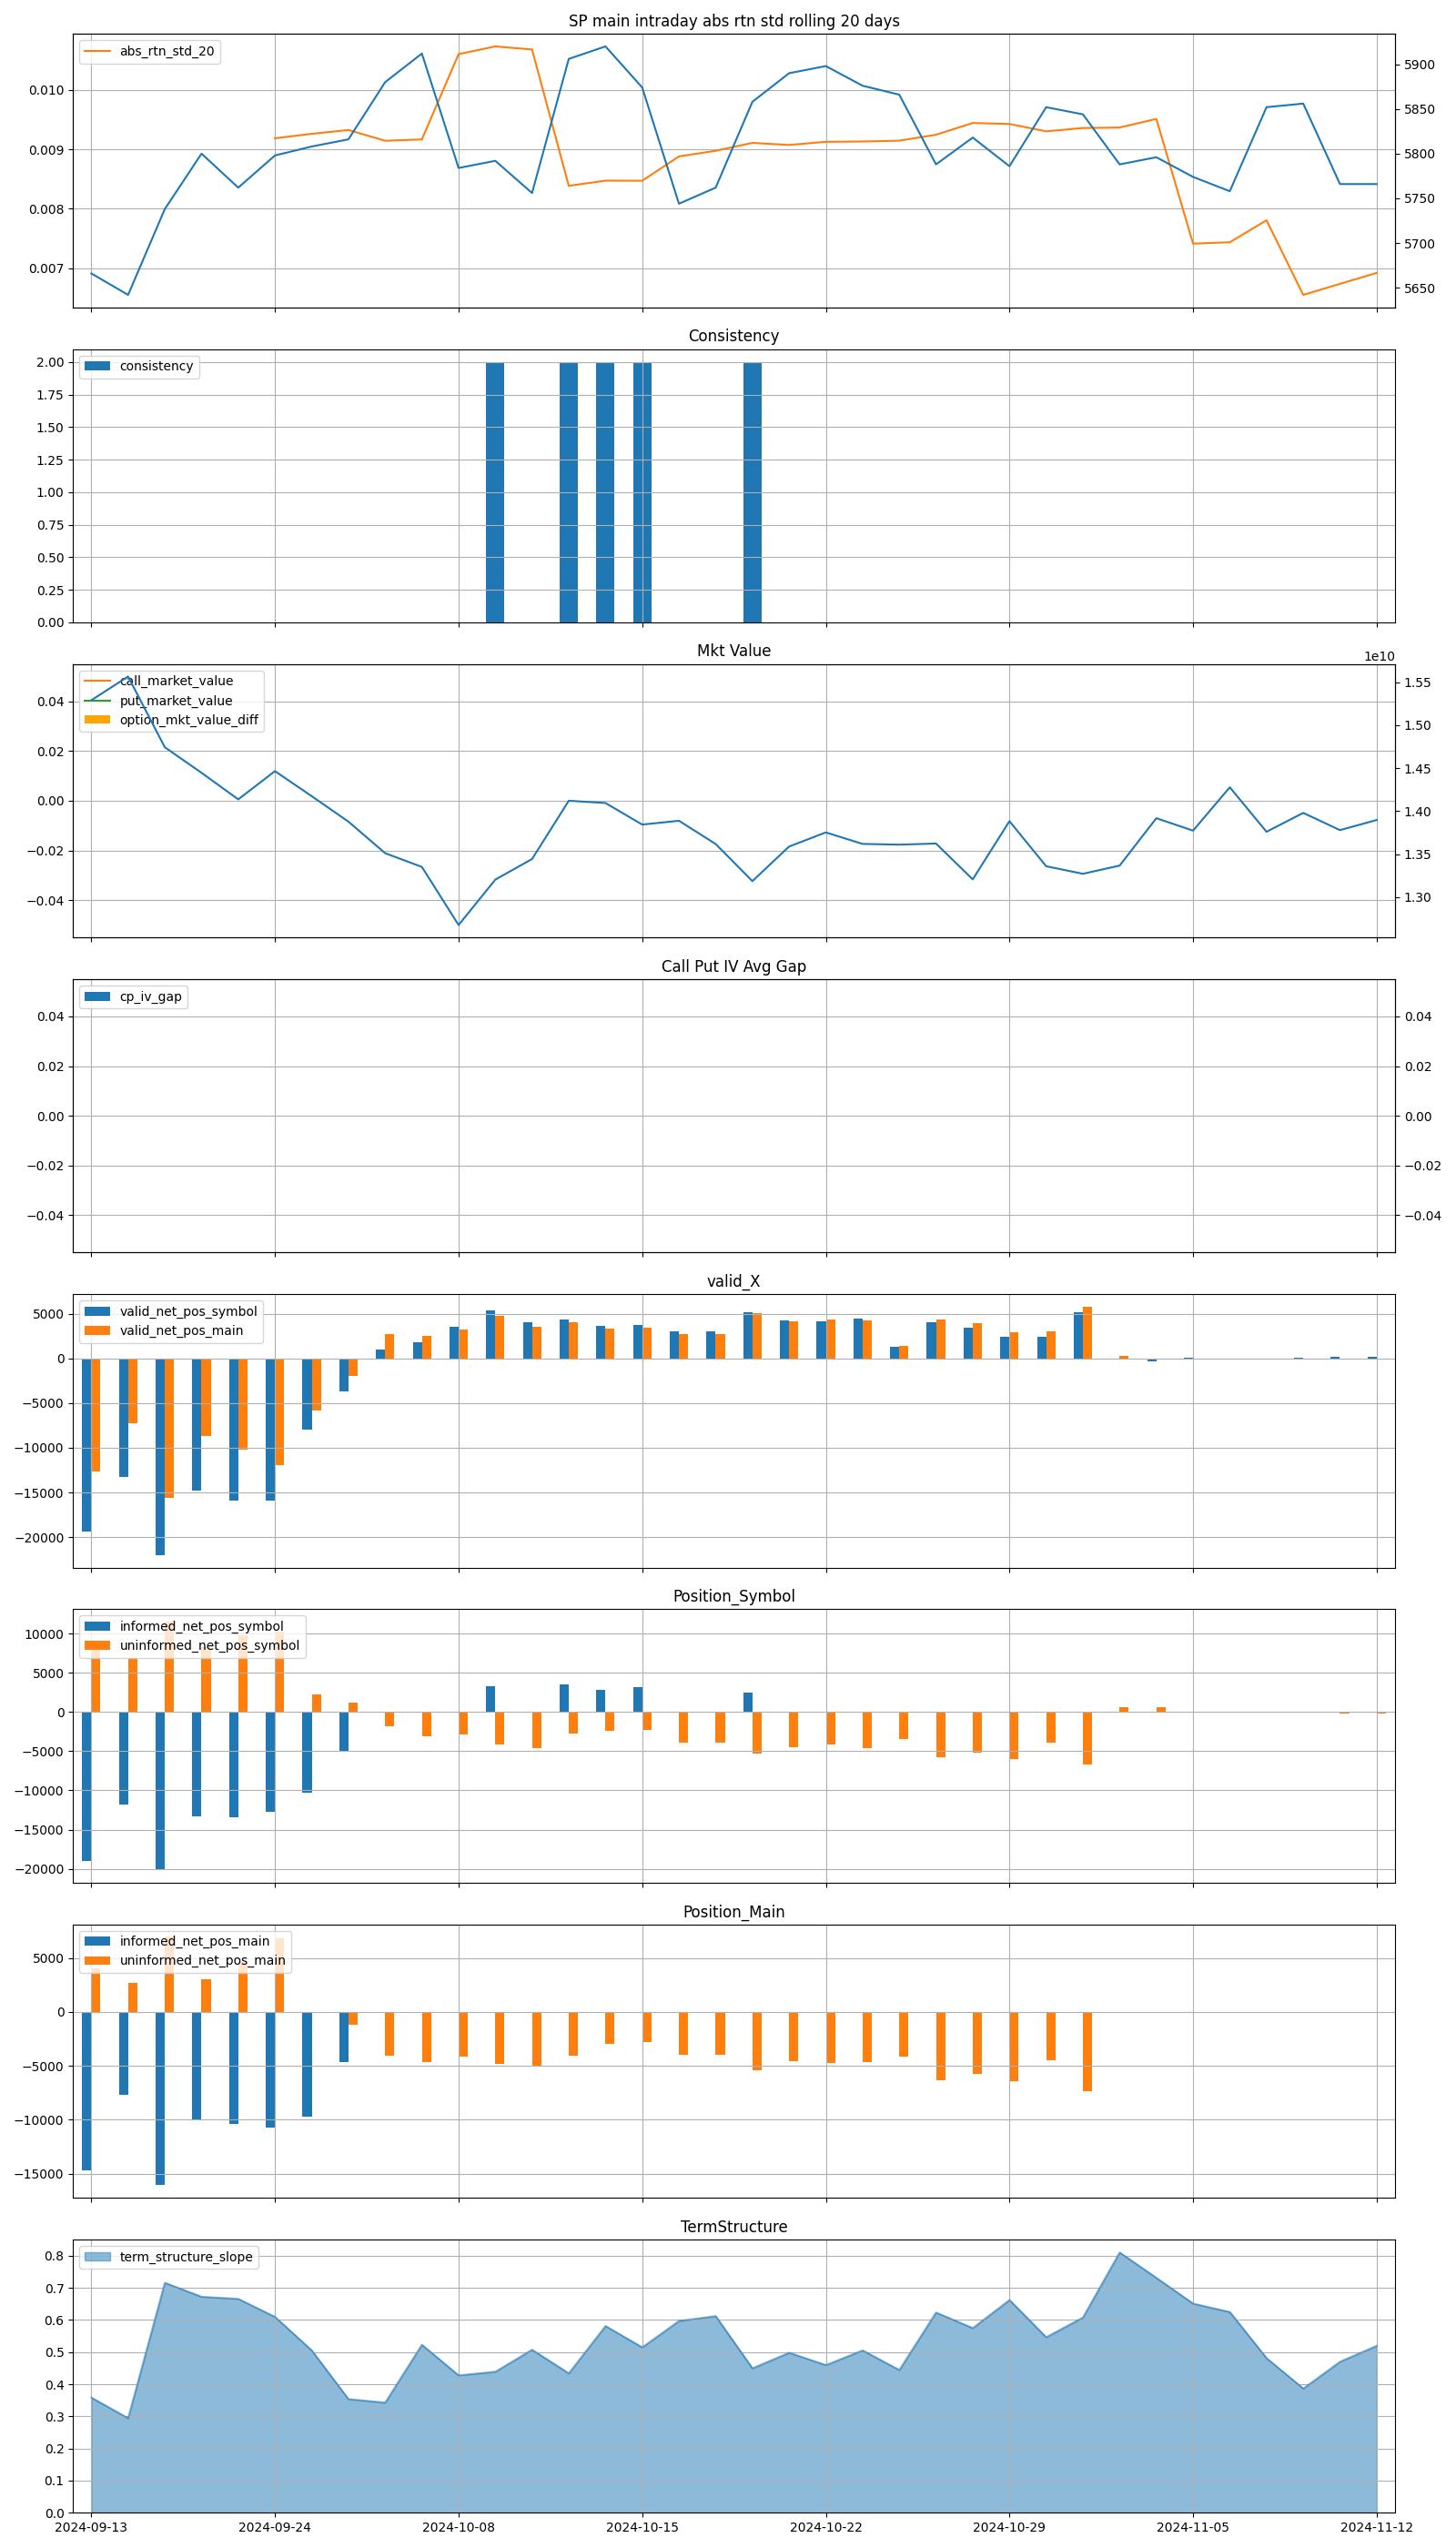 SP main intraday abs rtn std rolling 20 days
abs_rtn_std_20
0.010
0.009
0.008
0.007
5900
5850
5800
5750
5700
5650
Consistency
consistency
2.00
1.75
1.50
1.25
1.00
0.75
0.50
0.25
0.00
Mkt Value
1e10
call_market_value
put_market_value
option_mkt_value_diff
0.04
0.02
0.00
−0.02
−0.04
1.55
1.50
1.45
1.40
1.35
1.30
Call Put IV Avg Gap
cp_iv_gap
0.04
0.02
0.00
−0.02
−0.04
0.04
0.02
0.00
−0.02
−0.04
valid_X
valid_net_pos_symbol
valid_net_pos_main
5000
0
−5000
−10000
−15000
−20000
Position_Symbol
informed_net_pos_symbol
uninformed_net_pos_symbol
10000
5000
0
−5000
−10000
−15000
−20000
Position_Main
informed_net_pos_main
uninformed_net_pos_main
5000
0
−5000
−10000
−15000
TermStructure
term_structure_slope
0.8
0.7
0.6
0.5
0.4
0.3
0.2
0.1
0.0
2024-09-13 2024-09-24 2024-10-08 2024-10-15 2024-10-22 2024-10-29 2024-11-05 2024-11-12